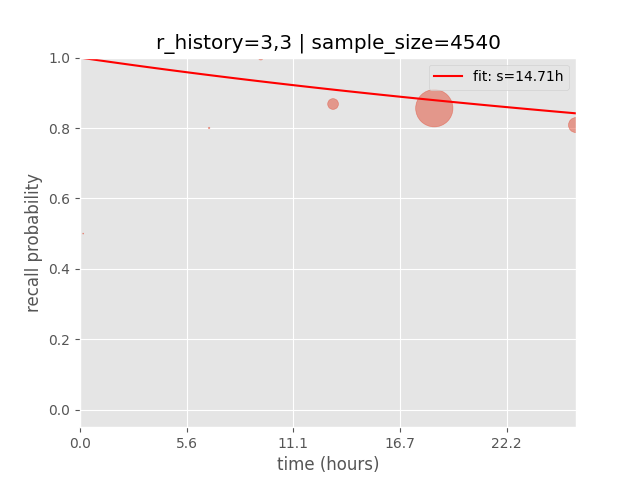 r_history=3,3 | sample_size=4540
fit: s=14.71h
1.0
0.8
0.6
0.4
0.2
0.0
recall probability
0.0 5.6 11.1 16.7 22.2
time (hours)